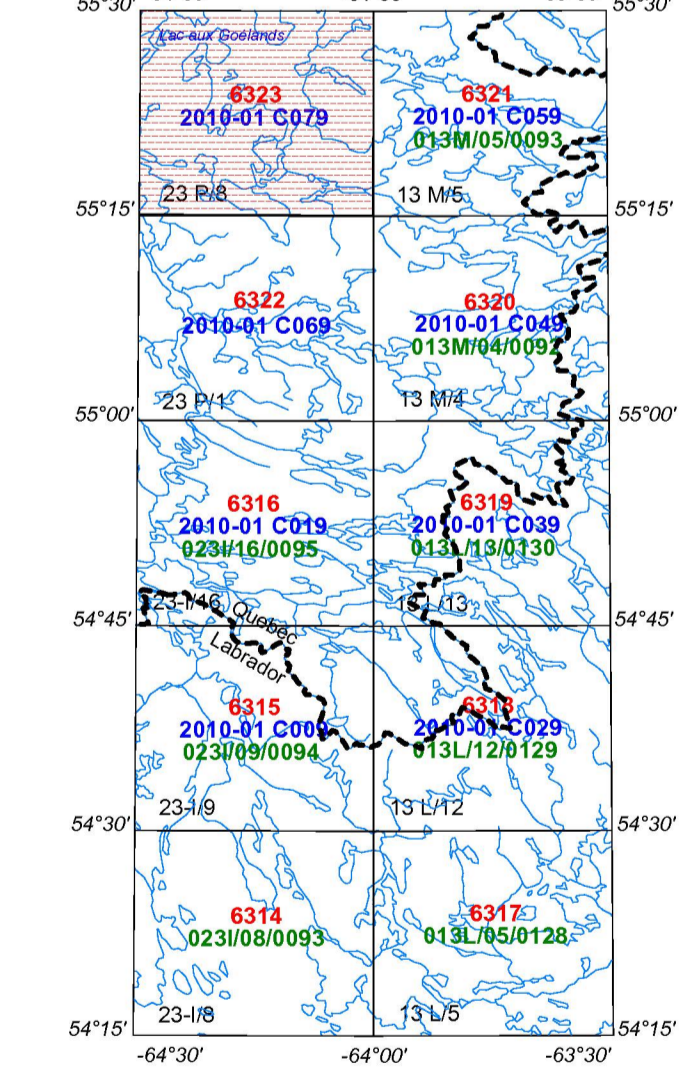 55°30'
55°30'
Lac aux Goélands
6323
2010-01 C079
23 P/8
6321
2010-01 C059
013M/05/0093
13 M/5
55°15'
6322
2010-01 C069
23 P/1
6320
2010-01 C049
013M/04/0092
13 M/4
55°00'
55°00'
6316
2010-01 C019
023I/16/0095
23-I/16
Quebec
Labrador
6319
2010-01 C039
013L/13/0130
13 L/13
55°15'
54°45'
54°45'
6315
2010-01 C009
023I/09/0094
23-I/9
6318
2010-01 C029
013L/12/0129
13 L/12
54°30'
54°30'
6314
023I/08/0093
23-I/8
6317
013L/05/0128
13 L/5
54°15'
54°15'
-64°30'
-64°00'
-63°30'